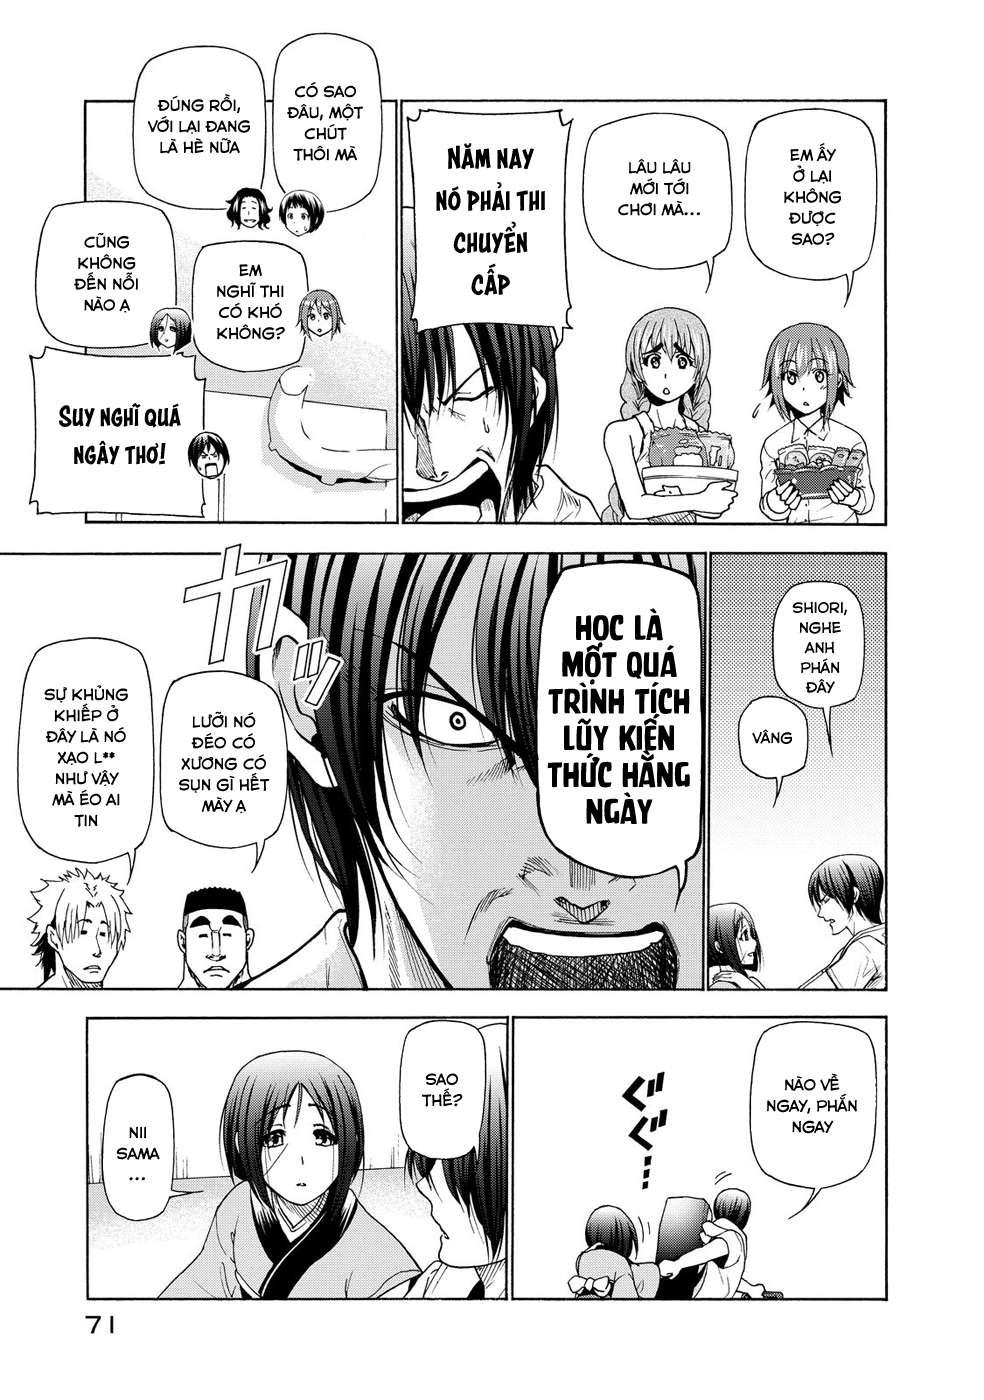 EM ẤY
Ở LẠI
KHÔNG
ĐƯỢC
SAO?
LÂU LÂU
MỚI TỚI
CHƠI MÀ...
NĂM NAY
NÓ PHẢI THI
CHUYỂN
CẤP
CÓ SAO
ĐÂU, MỘT
CHÚT
THÔI MÀ
ĐÚNG RỒI,
VỚI LẠI ĐANG
LÀ HÈ NỮA
EM
NGHĨ THI
CÓ KHÓ
KHÔNG?
CŨNG
KHÔNG
ĐẾN NỖI
NÀO Ạ
SUY NGHĨ QUÁ
NGÂY THƠ!
SHIORI,
NGHE
ANH
PHÁN
ĐÂY
VÂNG
HỌC LÀ
MỘT QUÁ
TRÌNH TÍCH
LŨY KIẾN
THỨC HẰNG
NGÀY
カッ
LƯỠI NÓ
ĐÉO CÓ
XƯƠNG CÓ
SỤN GÌ HẾT
MÀY Ạ
SỰ KHỦNG
KHIẾP Ở
ĐÂY LÀ NÓ
XẠO L**
NHƯ VẬY
MÀ ÉO AI
TIN
NÀO VỀ
NGAY, PHẮN
NGAY
ぐぐ...
SAO
THẾ?
NII
SAMA
...
71